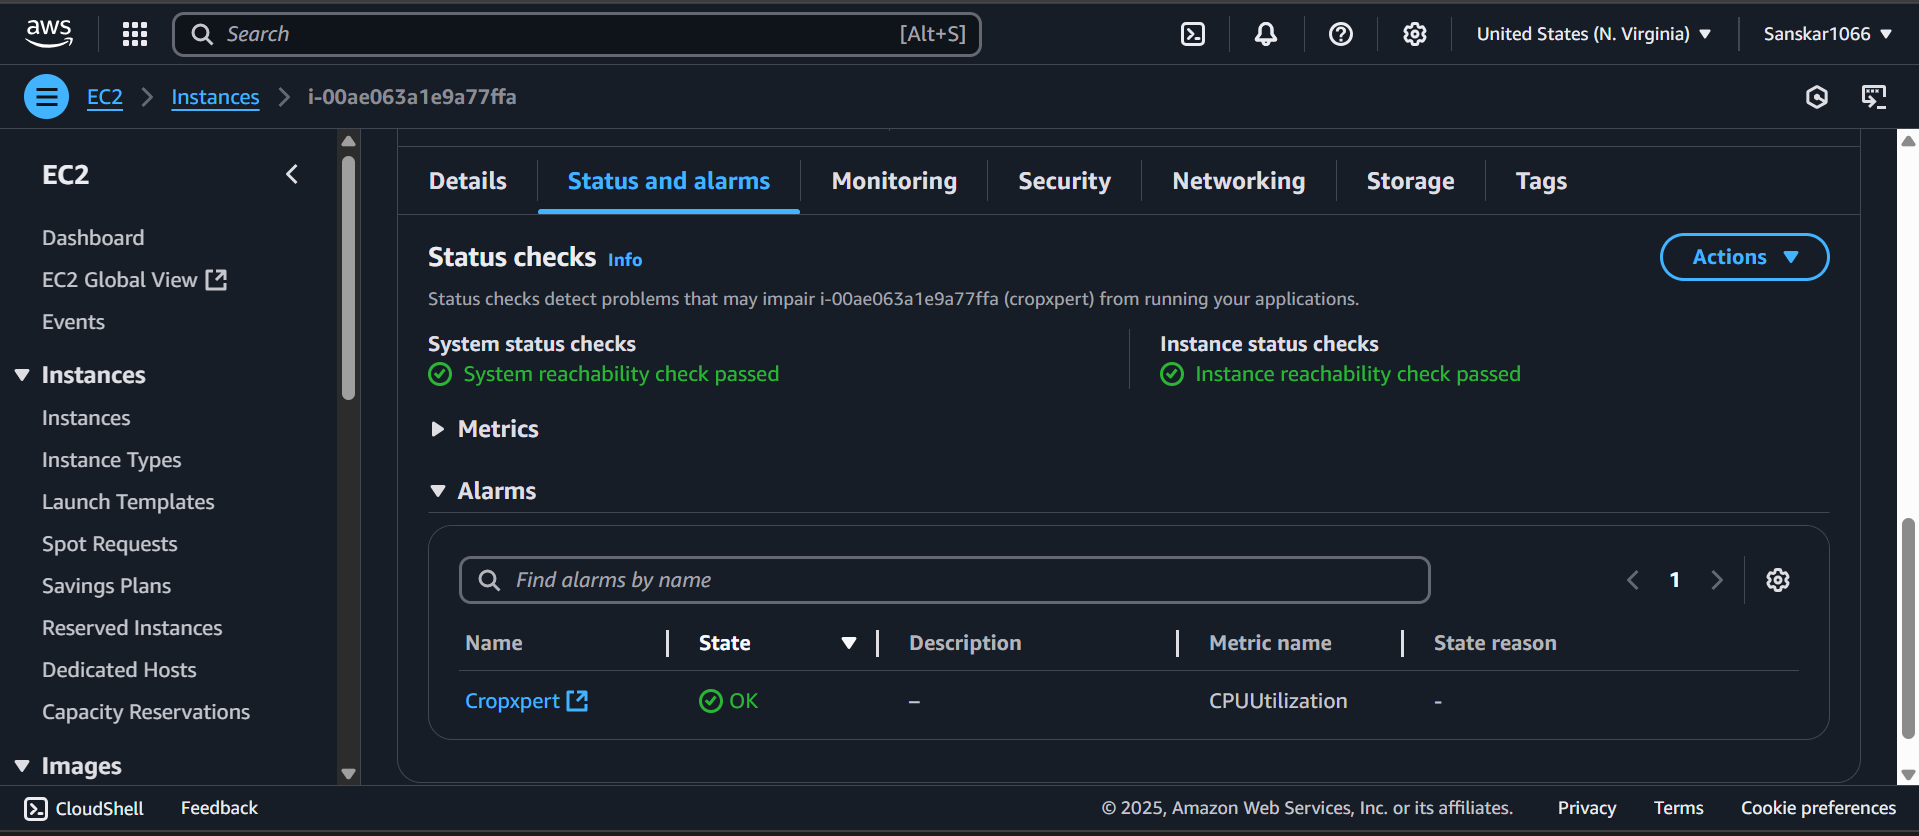 aws
Search [Alt+S]
United States (N. Virginia)
Sanskar1066
EC2 > Instances > i-00ae063a1e9a77ffa
EC2
Dashboard
EC2 Global View
Events
Instances
Instances
Instance Types
Launch Templates
Spot Requests
Savings Plans
Reserved Instances
Dedicated Hosts
Capacity Reservations
Images
Details Status and alarms Monitoring Security Networking Storage Tags
Status checks Info
Actions
Status checks detect problems that may impair i-00ae063a1e9a77ffa (cropxpert) from running your applications.
System status checks
System reachability check passed
Instance status checks
Instance reachability check passed
Metrics
Alarms
Find alarms by name
1
Name State Description Metric name State reason
Cropxpert OK – CPUUtilization -
CloudShell Feedback
© 2025, Amazon Web Services, Inc. or its affiliates. Privacy Terms Cookie preferences